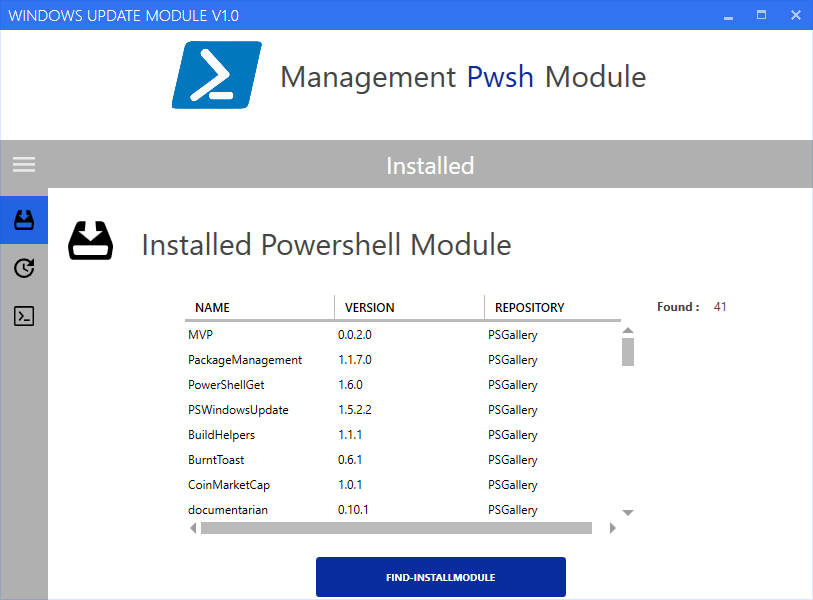 WINDOWS UPDATE MODULE V1.0
Management Pwsh Module
Installed
Installed Powershell Module
NAME VERSION REPOSITORY Found : 41
MVP 0.0.2.0 PSGallery
PackageManagement 1.1.7.0 PSGallery
PowerShellGet 1.6.0 PSGallery
PSWindowsUpdate 1.5.2.2 PSGallery
BuildHelpers 1.1.1 PSGallery
BurntToast 0.6.1 PSGallery
CoinMarketCap 1.0.1 PSGallery
documentarian 0.10.1 PSGallery
FIND-INSTALLMODULE